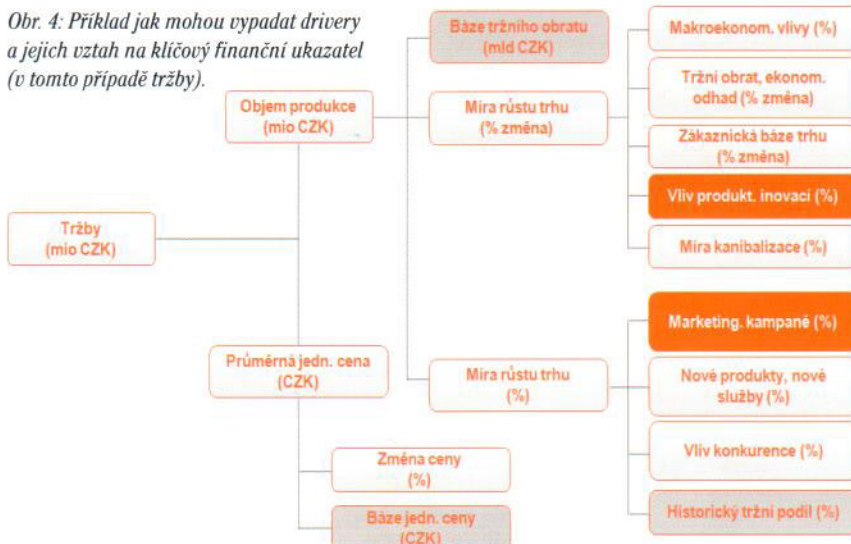 Obr. 4: Příklad jak mohou vypadat drivery
a jejich vztah na klíčový finanční ukazatel
(v tomto případě tržby).
Tržby
(mio CZK)
Objem produkce
(mio CZK)
Průměrná jedn. cena
(CZK)
Báze tržního obratu
(mld CZK)
Míra růstu trhu
(% změna)
Míra růstu trhu
(%)
Změna ceny
(%)
Báze jedn. ceny
(CZK)
Makroekonom. vlivy (%)
Tržní obrat, ekonom.
odhad (% změna)
Zákaznická báze trhu
(% změna)
Vliv produkt. inovací (%)
Míra kanibalizace (%)
Marketing. kampaně (%)
Nové produkty, nové
služby (%)
Vliv konkurence (%)
Historický tržní podíl (%)